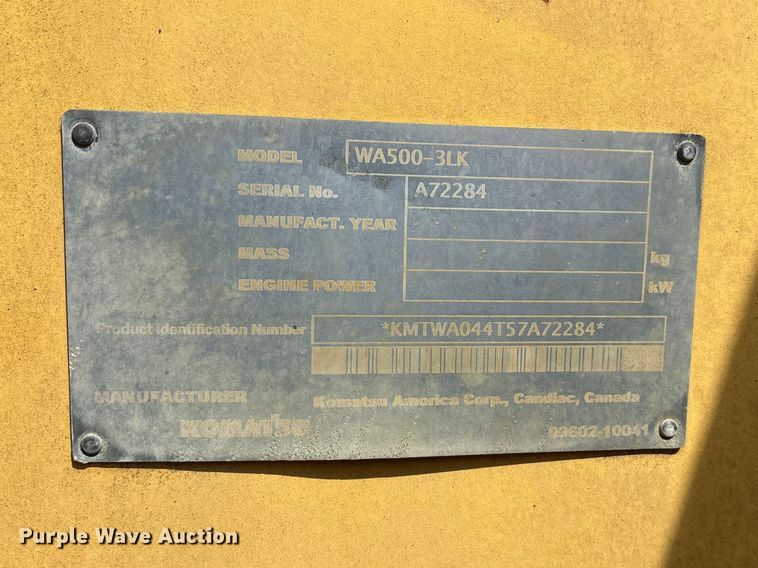 MODEL WA500-3LK
SERIAL No. A72284
MANUFACT. YEAR
MASS kg
ENGINE POWER kW
Product Identification Number *KMTWA044T57A72284*
MANUFACTURER Komatsu America Corp., Candiac, Canada
KOMATSU 09602-10041
Purple Wave Auction